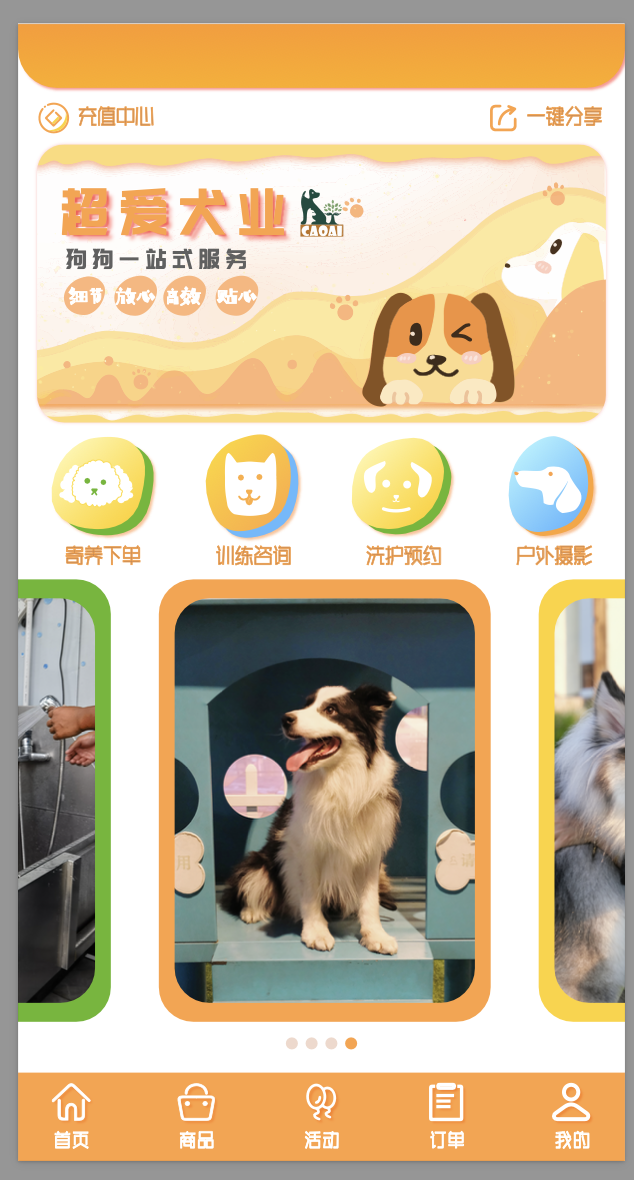 充值中心
一键分享
超爱犬业
CAOAI
狗狗一站式服务
细节 放心 高效 贴心
寄养下单
训练咨询
洗护预约
户外摄影
用
请
首页
商品
活动
订单
我的